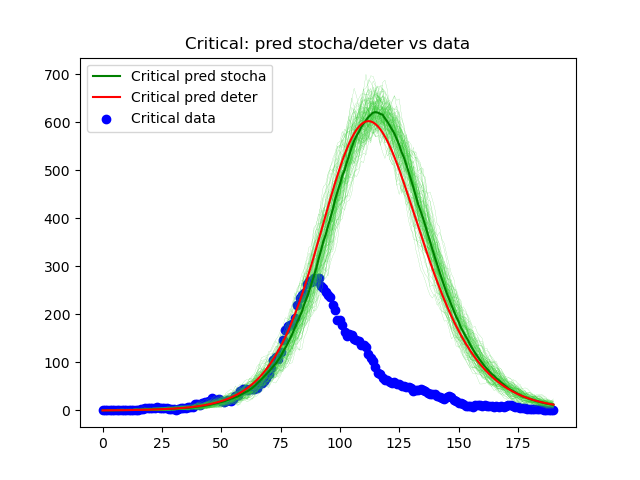 Critical: pred stocha/deter vs data
Critical pred stocha
Critical pred deter
Critical data
700
600
500
400
300
200
100
0
0 25 50 75 100 125 150 175